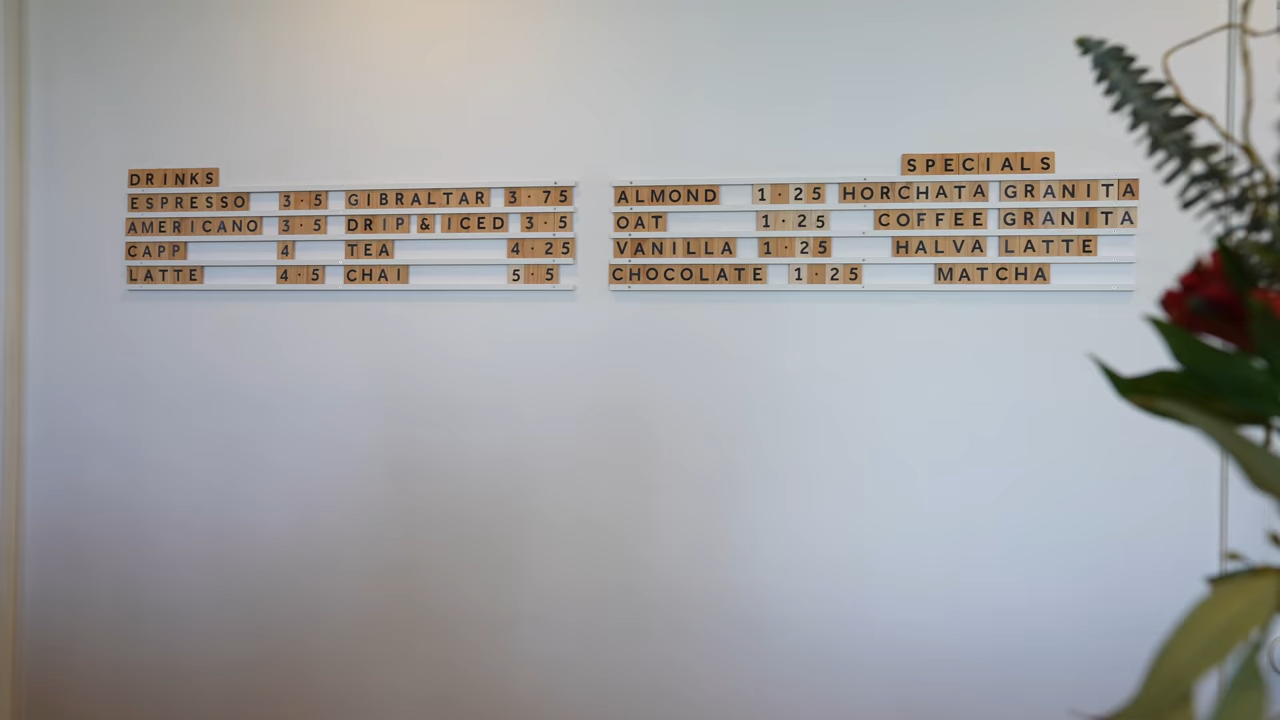 DRINKS
ESPRESSO 3·5 GIBRALTAR 3·75
AMERICANO 3·5 DRIP & ICED 3·5
CAPP 4 TEA 4·25
LATTE 4·5 CHAI 5·5
SPECIALS
ALMOND 1·25 HORCHATA GRANITA
OAT 1·25 COFFEE GRANITA
VANILLA 1·25 HALVA LATTE
CHOCOLATE 1·25 MATCHA